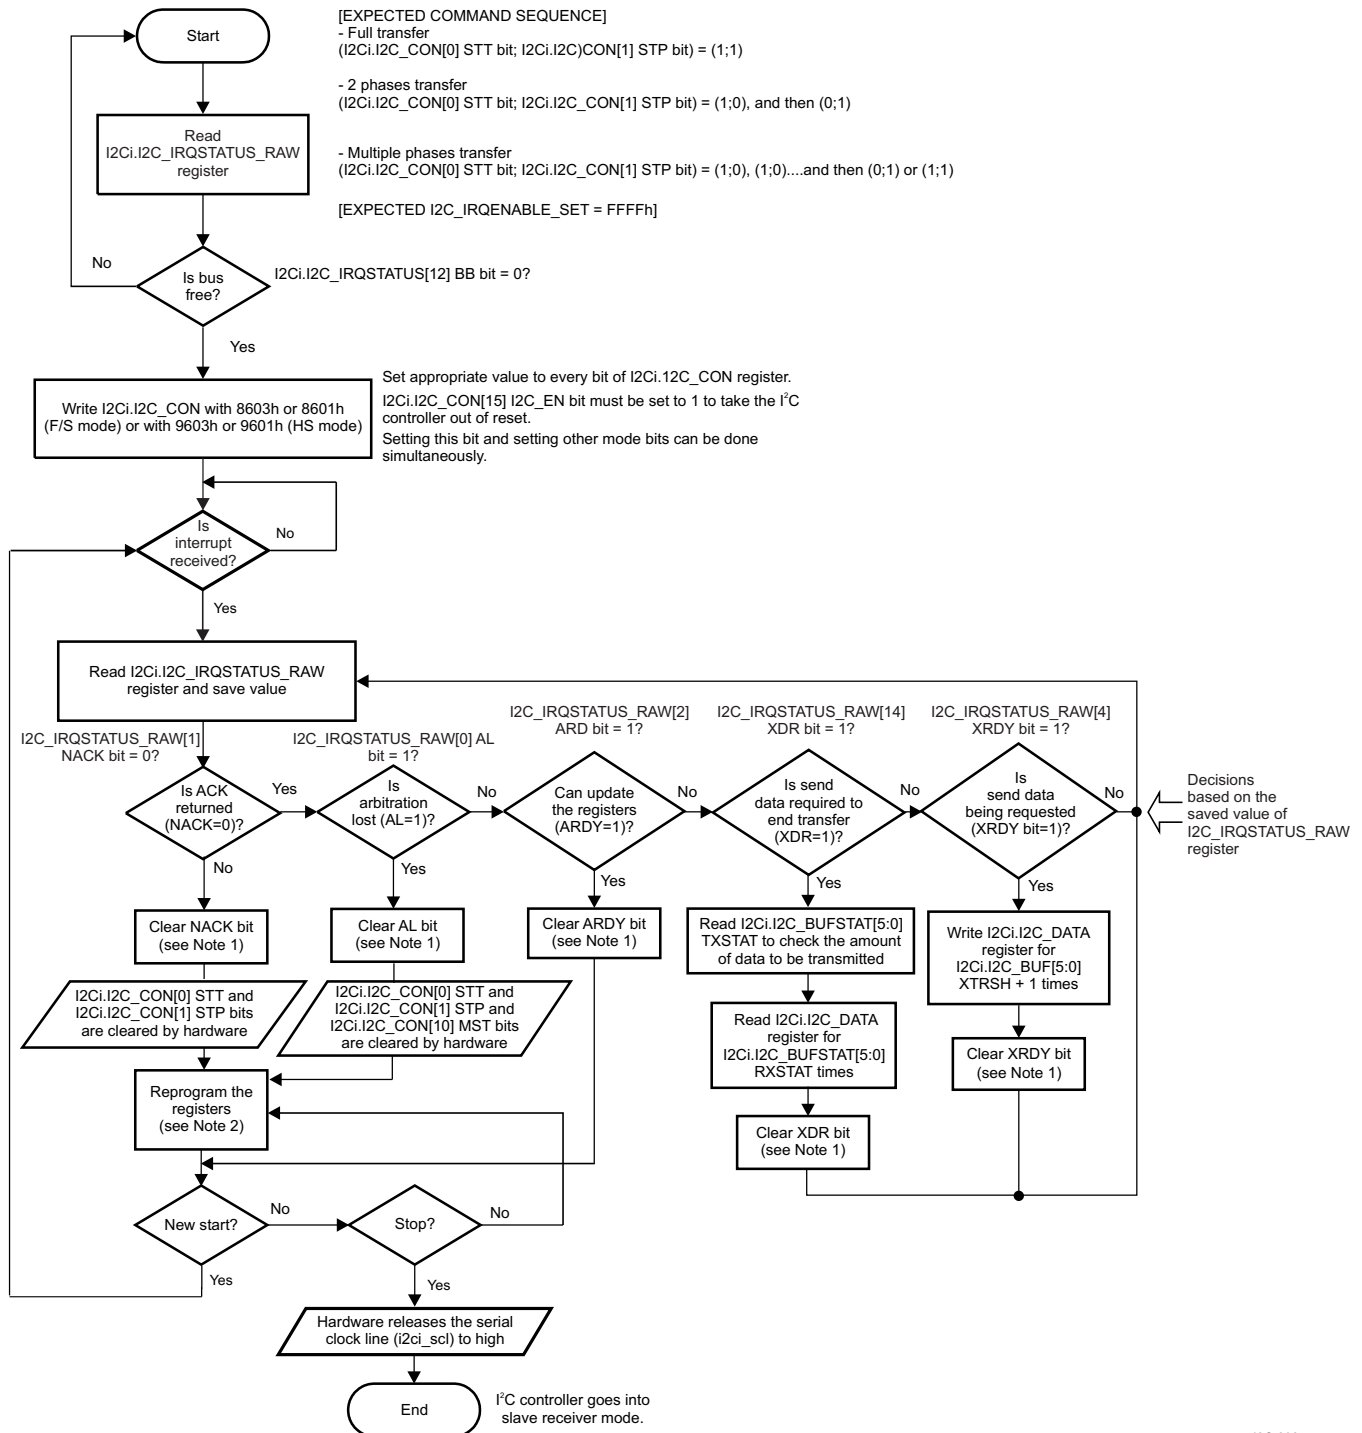 Start
[EXPECTED COMMAND SEQUENCE]
- Full transfer
(I2Ci.I2C_CON[0] STT bit; I2Ci.I2C)CON[1] STP bit) = (1;1)
- 2 phases transfer
(I2Ci.I2C_CON[0] STT bit; I2Ci.I2C_CON[1] STP bit) = (1;0), and then (0;1)
- Multiple phases transfer
(I2Ci.I2C_CON[0] STT bit; I2Ci.I2C_CON[1] STP bit) = (1;0), (1;0)....and then (0;1) or (1;1)
[EXPECTED I2C_IRQENABLE_SET = FFFFh]
Read
I2Ci.I2C_IRQSTATUS_RAW
register
No
Is bus
free?
I2Ci.I2C_IRQSTATUS[12] BB bit = 0?
Yes
Write I2Ci.I2C_CON with 8603h or 8601h
(F/S mode) or with 9603h or 9601h (HS mode)
Set appropriate value to every bit of I2Ci.12C_CON register.
I2Ci.I2C_CON[15] I2C_EN bit must be set to 1 to take the I²C
controller out of reset.
Setting this bit and setting other mode bits can be done
simultaneously.
Is
interrupt
received?
No
Yes
Read I2Ci.I2C_IRQSTATUS_RAW
register and save value
I2C_IRQSTATUS_RAW[1]
NACK bit = 0?
I2C_IRQSTATUS_RAW[0] AL
bit = 1?
I2C_IRQSTATUS_RAW[2]
ARD bit = 1?
I2C_IRQSTATUS_RAW[14]
XDR bit = 1?
I2C_IRQSTATUS_RAW[4]
XRDY bit = 1?
Is ACK
returned
(NACK=0)?
Yes
Is
arbitration
lost (AL=1)?
No
Can update
the registers
(ARDY=1)?
No
Is send
data required to
end transfer
(XDR=1)?
No
Is
send data
being requested
(XRDY bit=1)?
No
Decisions
based on the
saved value of
I2C_IRQSTATUS_RAW
register
No
Yes
Yes
Yes
Yes
Clear NACK bit
(see Note 1)
Clear AL bit
(see Note 1)
Clear ARDY bit
(see Note 1)
Read I2Ci.I2C_BUFSTAT[5:0]
TXSTAT to check the amount
of data to be transmitted
Write I2Ci.I2C_DATA
register for
I2Ci.I2C_BUF[5:0]
XTRSH + 1 times
I2Ci.I2C_CON[0] STT and
I2Ci.I2C_CON[1] STP bits
are cleared by hardware
I2Ci.I2C_CON[0] STT and
I2Ci.I2C_CON[1] STP and
I2Ci.I2C_CON[10] MST bits
are cleared by hardware
Read I2Ci.I2C_DATA
register for
I2Ci.I2C_BUFSTAT[5:0]
RXSTAT times
Clear XRDY bit
(see Note 1)
Reprogram the
registers
(see Note 2)
Clear XDR bit
(see Note 1)
New start?
No
Stop?
No
Yes
Yes
Hardware releases the serial
clock line (i2ci_scl) to high
End
I²C controller goes into
slave receiver mode.